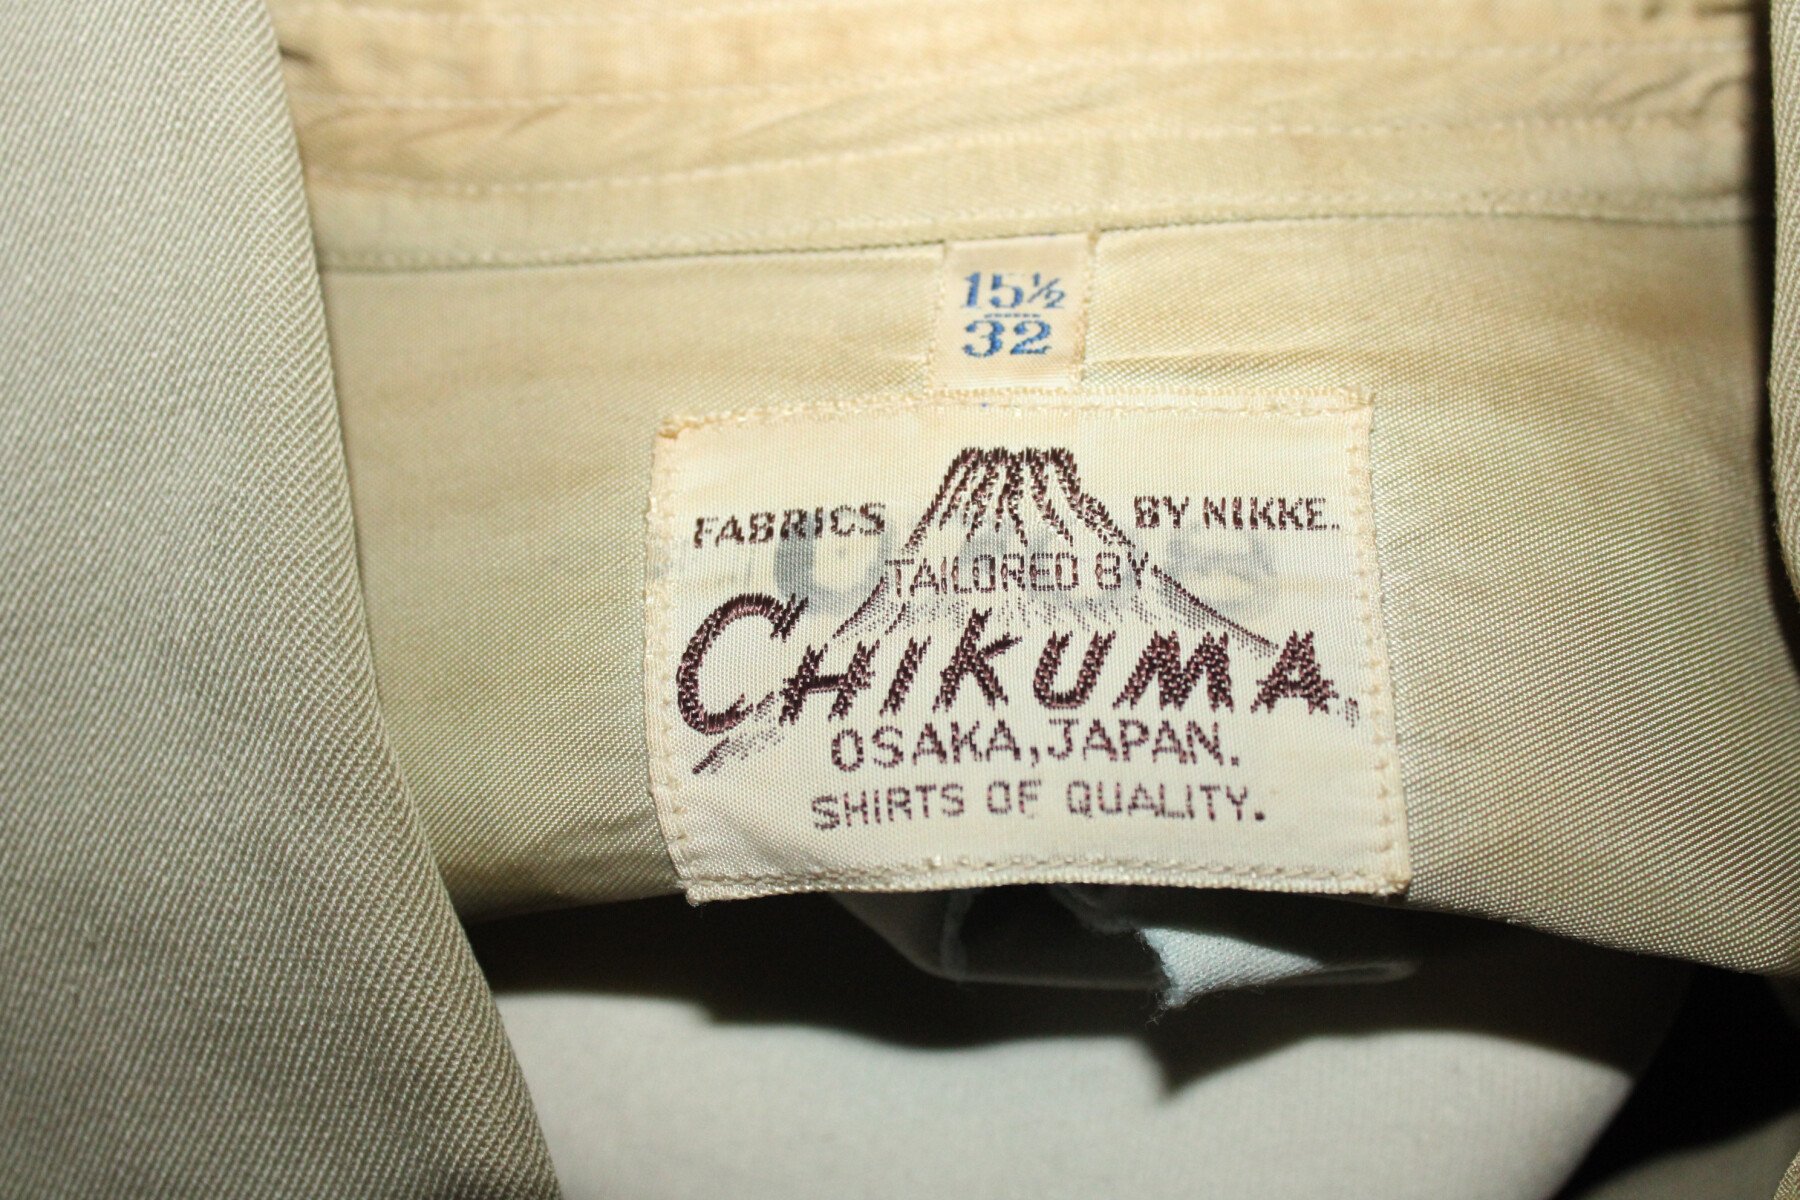 15½
32
FABRICS BY NIKKE.
TAILORED BY
CHIKUMA.
OSAKA, JAPAN.
SHIRTS OF QUALITY.